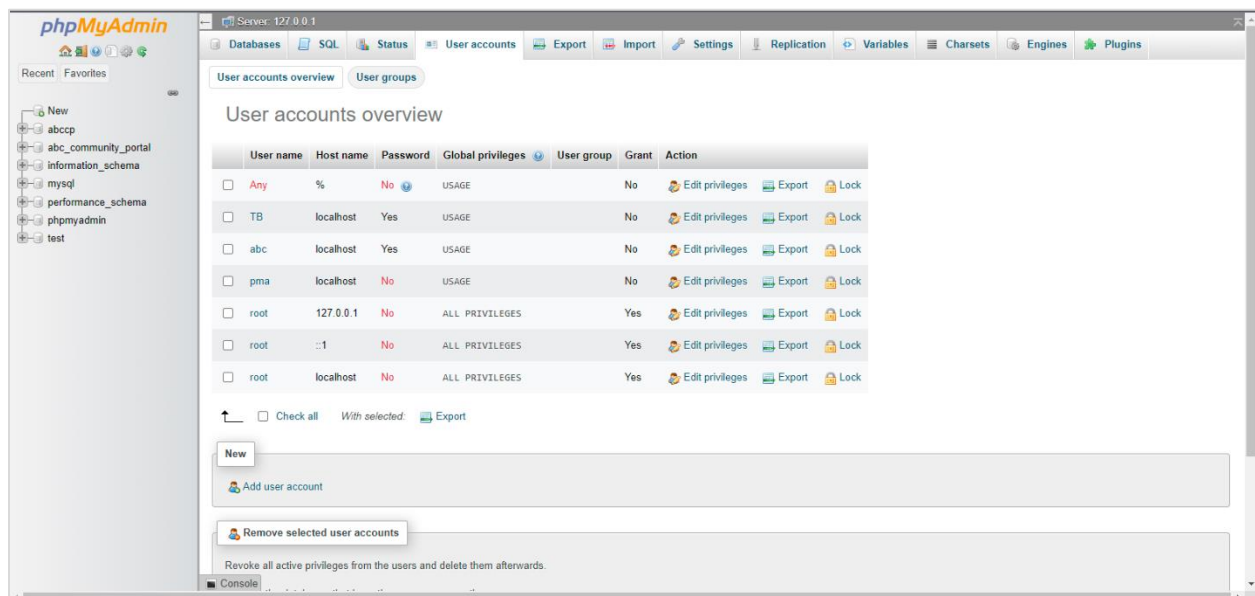 phpMyAdmin
Recent Favorites
New
abccp
abc_community_portal
information_schema
mysql
performance_schema
phpmyadmin
test
Server: 127.0.0.1
Databases SQL Status User accounts Export Import Settings Replication Variables Charsets Engines Plugins
User accounts overview User groups
User accounts overview
User name Host name Password Global privileges User group Grant Action
Any % No USAGE No Edit privileges Export Lock
TB localhost Yes USAGE No Edit privileges Export Lock
abc localhost Yes USAGE No Edit privileges Export Lock
pma localhost No USAGE No Edit privileges Export Lock
root 127.0.0.1 No ALL PRIVILEGES Yes Edit privileges Export Lock
root ::1 No ALL PRIVILEGES Yes Edit privileges Export Lock
root localhost No ALL PRIVILEGES Yes Edit privileges Export Lock
Check all With selected: Export
New
Add user account
Remove selected user accounts
Revoke all active privileges from the users and delete them afterwards.
Console